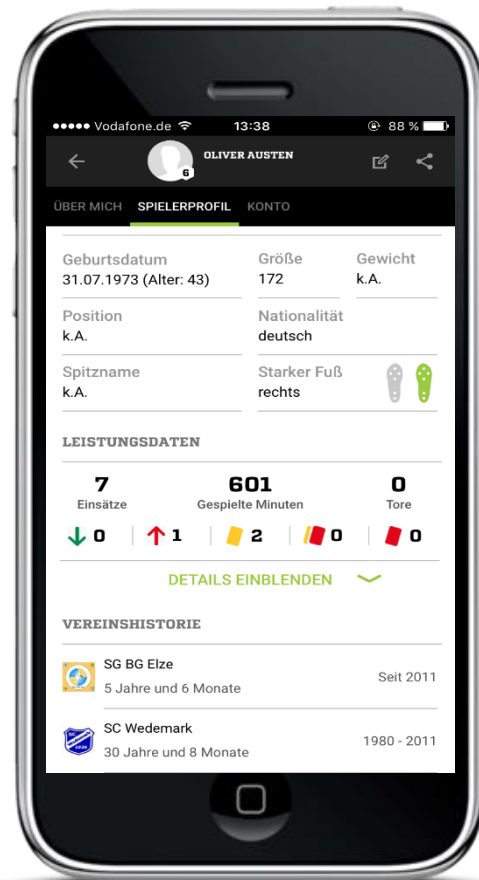 Vodafone.de 13:38 88 %
OLIVER AUSTEN
6
ÜBER MICH SPIELERPROFIL KONTO
Geburtsdatum Größe Gewicht
31.07.1973 (Alter: 43) 172 k.A.
Position Nationalität
k.A. deutsch
Spitzname Starker Fuß
k.A. rechts
LEISTUNGSDATEN
7 601 0
Einsätze Gespielte Minuten Tore
0 1 2 0 0
DETAILS EINBLENDEN
VEREINSHISTORIE
SG BG Elze
5 Jahre und 6 Monate Seit 2011
SC Wedemark
30 Jahre und 8 Monate 1980 - 2011